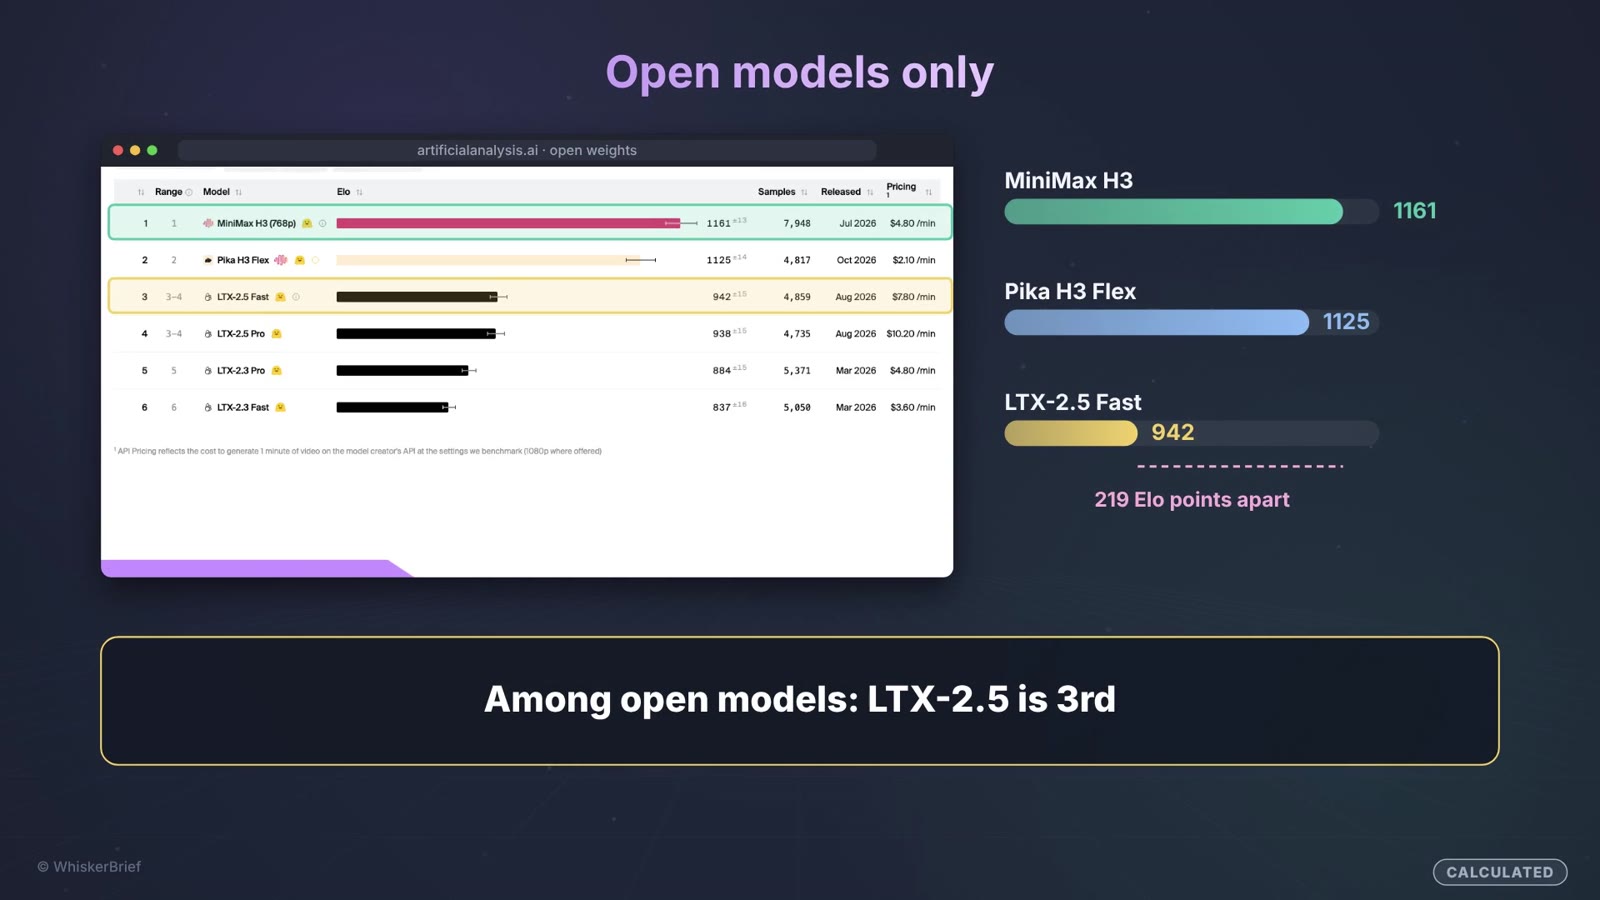 Open models only
artificialanalysis.ai · open weights
Range Model Elo Samples Released Pricing 1
1 1 MiniMax H3 (768p) 1161 ±13 7,948 Jul 2026 $4.80 /min
2 2 Pika H3 Flex 1125 ±14 4,817 Oct 2026 $2.10 /min
3 3–4 LTX-2.5 Fast 942 ±15 4,859 Aug 2026 $7.80 /min
4 3–4 LTX-2.5 Pro 938 ±15 4,735 Aug 2026 $10.20 /min
5 5 LTX-2.3 Pro 884 ±15 5,371 Mar 2026 $4.80 /min
6 6 LTX-2.3 Fast 837 ±16 5,050 Mar 2026 $3.60 /min
1 API Pricing reflects the cost to generate 1 minute of video on the model creator's API at the settings we benchmark (1080p where offered)
MiniMax H3
1161
Pika H3 Flex
1125
LTX-2.5 Fast
942
219 Elo points apart
Among open models: LTX-2.5 is 3rd
© WhiskerBrief
CALCULATED